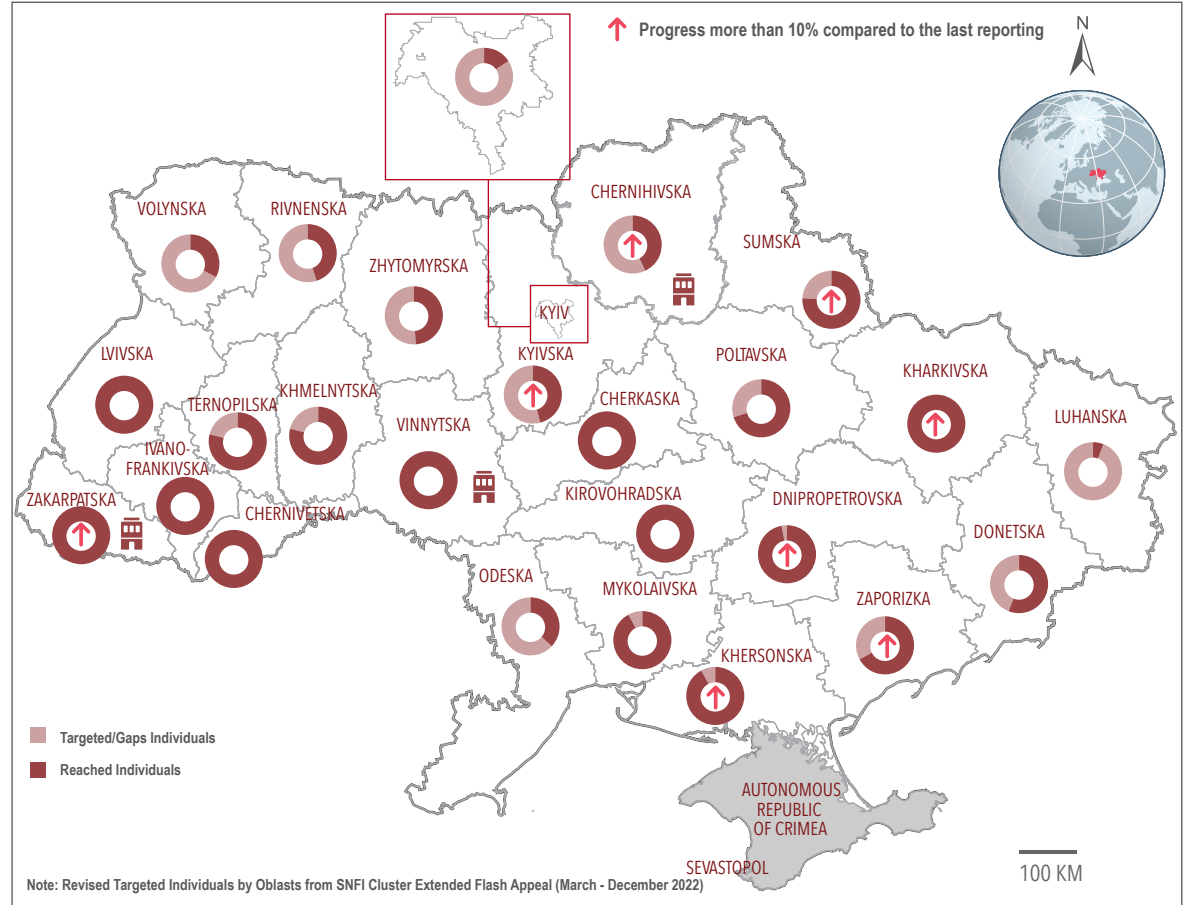 Progress more than 10% compared to the last reporting
N
CHERNIHIVSKA
VOLYNSKA
RIVNENSKA
SUMSKA
ZHYTOMYRSKA
KYIV
LVIVSKA
KYIVSKA
POLTAVSKA
KHARKIVSKA
KHMELNYTSKA
TERNOPILSKA
CHERKASKA
VINNYTSKA
LUHANSKA
IVANO-
FRANKIVSKA
ZAKARPATSKA
CHERNIVETSKA
KIROVOHRADSKA
DNIPROPETROVSKA
DONETSKA
ODESKA
MYKOLAIVSKA
ZAPORIZKA
KHERSONSKA
Targeted/Gaps Individuals
Reached Individuals
AUTONOMOUS
REPUBLIC
OF CRIMEA
SEVASTOPOL
100 KM
Note: Revised Targeted Individuals by Oblasts from SNFI Cluster Extended Flash Appeal (March - December 2022)